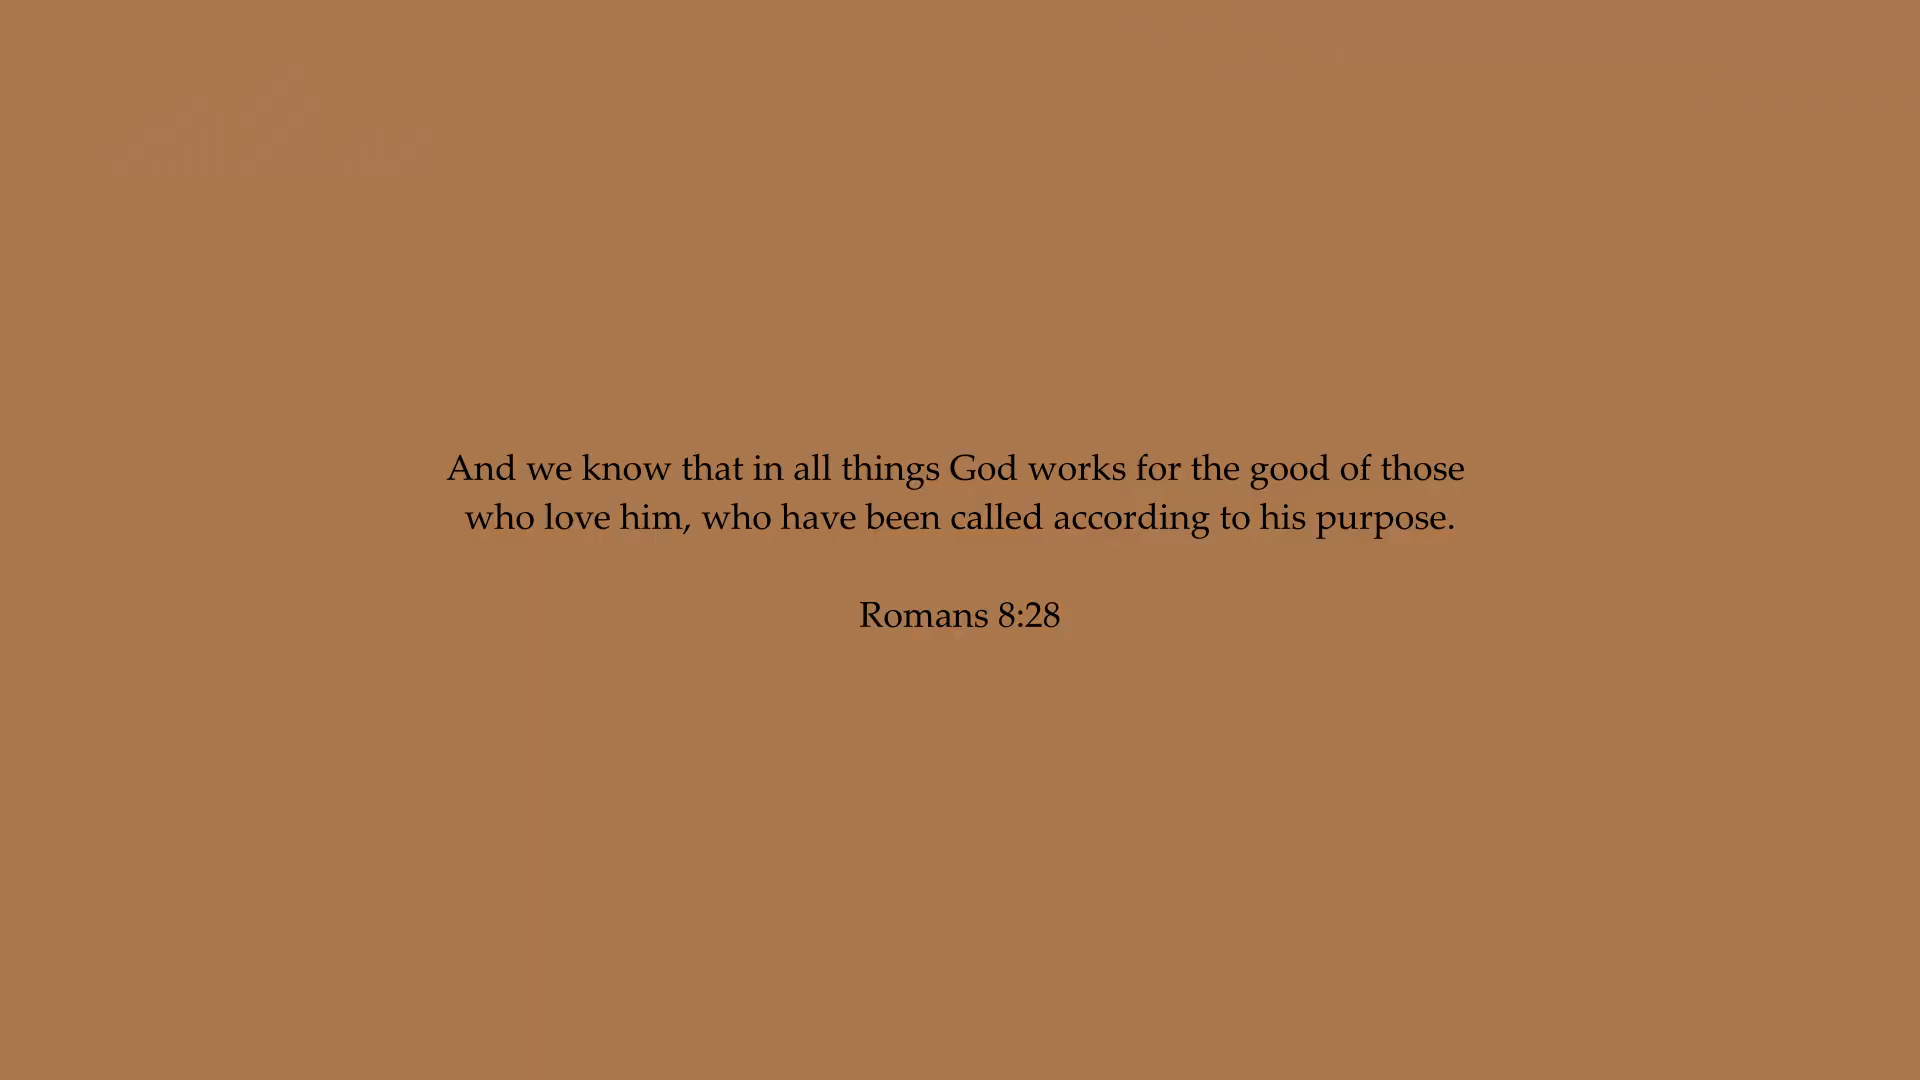 And we know that in all things God works for the good of those
who love him, who have been called according to his purpose.
Romans 8:28